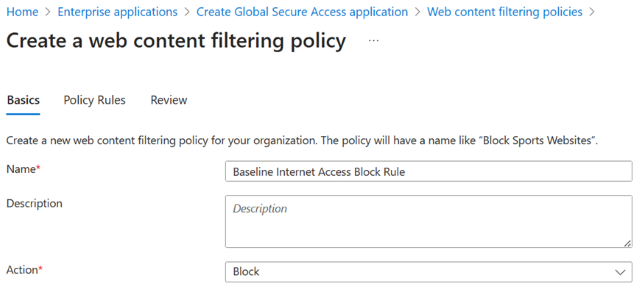 Home > Enterprise applications > Create Global Secure Access application > Web content filtering policies >
Create a web content filtering policy ...
Basics Policy Rules Review
Create a new web content filtering policy for your organization. The policy will have a name like "Block Sports Websites".
Name* Baseline Internet Access Block Rule
Description Description
Action* Block